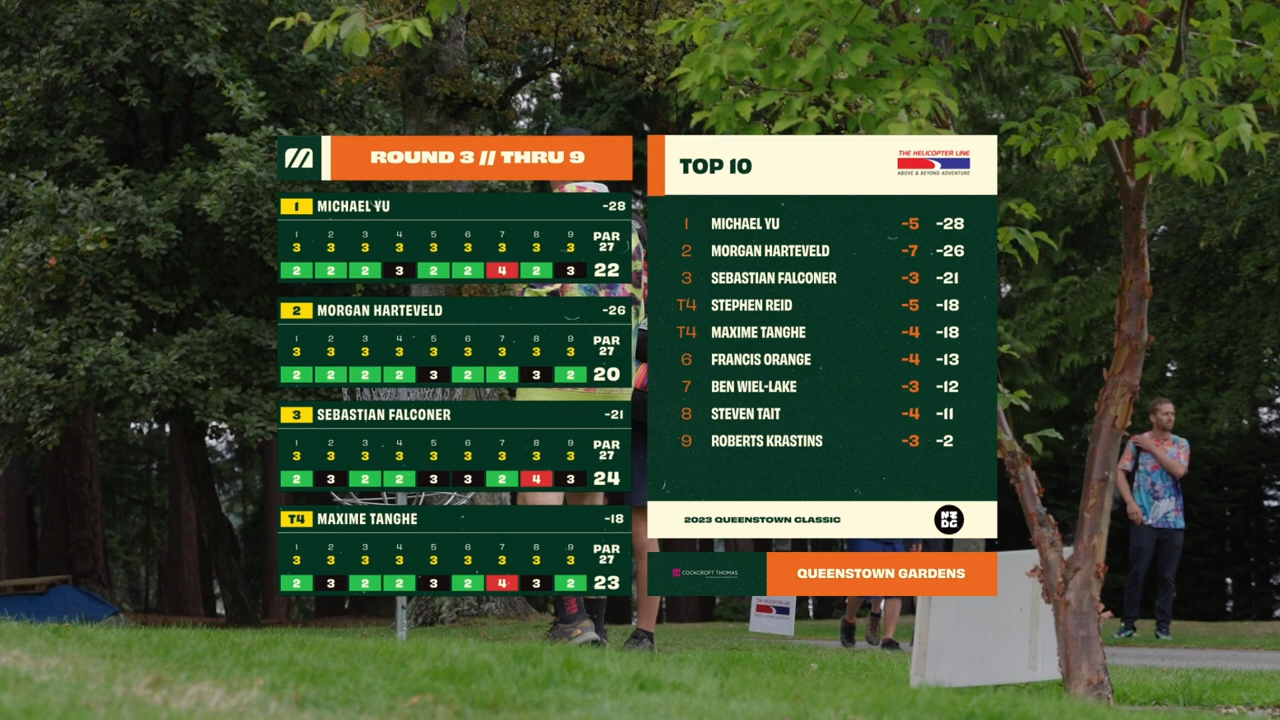 ROUND 3 // THRU 9
1 MICHAEL YU -28
1 2 3 4 5 6 7 8 9 PAR
3 3 3 3 3 3 3 3 3 27
2 2 2 3 2 2 4 2 3 22
2 MORGAN HARTEVELD -26
1 2 3 4 5 6 7 8 9 PAR
3 3 3 3 3 3 3 3 3 27
2 2 2 2 3 2 2 3 2 20
3 SEBASTIAN FALCONER -21
1 2 3 4 5 6 7 8 9 PAR
3 3 3 3 3 3 3 3 3 27
2 3 2 2 3 3 2 4 3 24
T4 MAXIME TANGHE -18
1 2 3 4 5 6 7 8 9 PAR
3 3 3 3 3 3 3 3 3 27
2 3 2 2 3 2 4 3 2 23
TOP 10
THE HELICOPTER LINE
ABOVE & BEYOND ADVENTURE
1 MICHAEL YU -5 -28
2 MORGAN HARTEVELD -7 -26
3 SEBASTIAN FALCONER -3 -21
T4 STEPHEN REID -5 -18
T4 MAXIME TANGHE -4 -18
6 FRANCIS ORANGE -4 -13
7 BEN WIEL-LAKE -3 -12
8 STEVEN TAIT -4 -11
9 ROBERTS KRASTINS -3 -2
2023 QUEENSTOWN CLASSIC
NZ
DG
COCKCROFT THOMAS
QUEENSTOWN GARDENS
THE HELICOPTER LINE